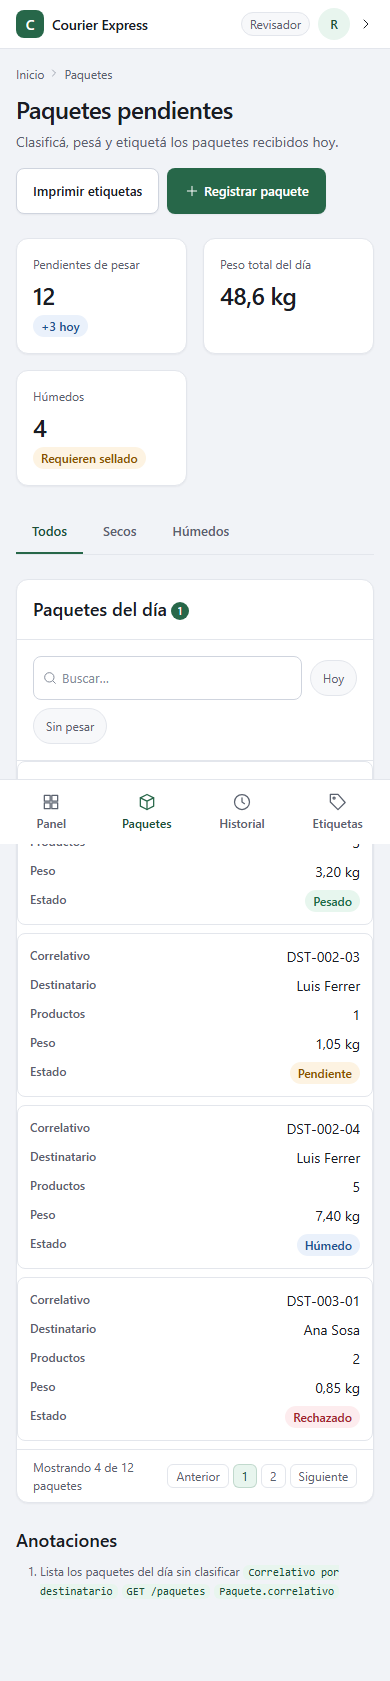 C Courier Express Revisador R
Inicio Paquetes
Paquetes pendientes
Clasificá, pesá y etiquetá los paquetes recibidos hoy.
Imprimir etiquetas
+ Registrar paquete
Pendientes de pesar
12
+3 hoy
Peso total del día
48,6 kg
Húmedos
4
Requieren sellado
Todos Secos Húmedos
Paquetes del día 1
Buscar...
Hoy
Sin pesar
Panel Paquetes Historial Etiquetas
Peso 3,20 kg
Estado Pesado
Correlativo DST-002-03
Destinatario Luis Ferrer
Productos 1
Peso 1,05 kg
Estado Pendiente
Correlativo DST-002-04
Destinatario Luis Ferrer
Productos 5
Peso 7,40 kg
Estado Húmedo
Correlativo DST-003-01
Destinatario Ana Sosa
Productos 2
Peso 0,85 kg
Estado Rechazado
Mostrando 4 de 12
paquetes
Anterior 1 2 Siguiente
Anotaciones
1. Lista los paquetes del día sin clasificar Correlativo por
destinatario GET /paquetes Paquete.correlativo